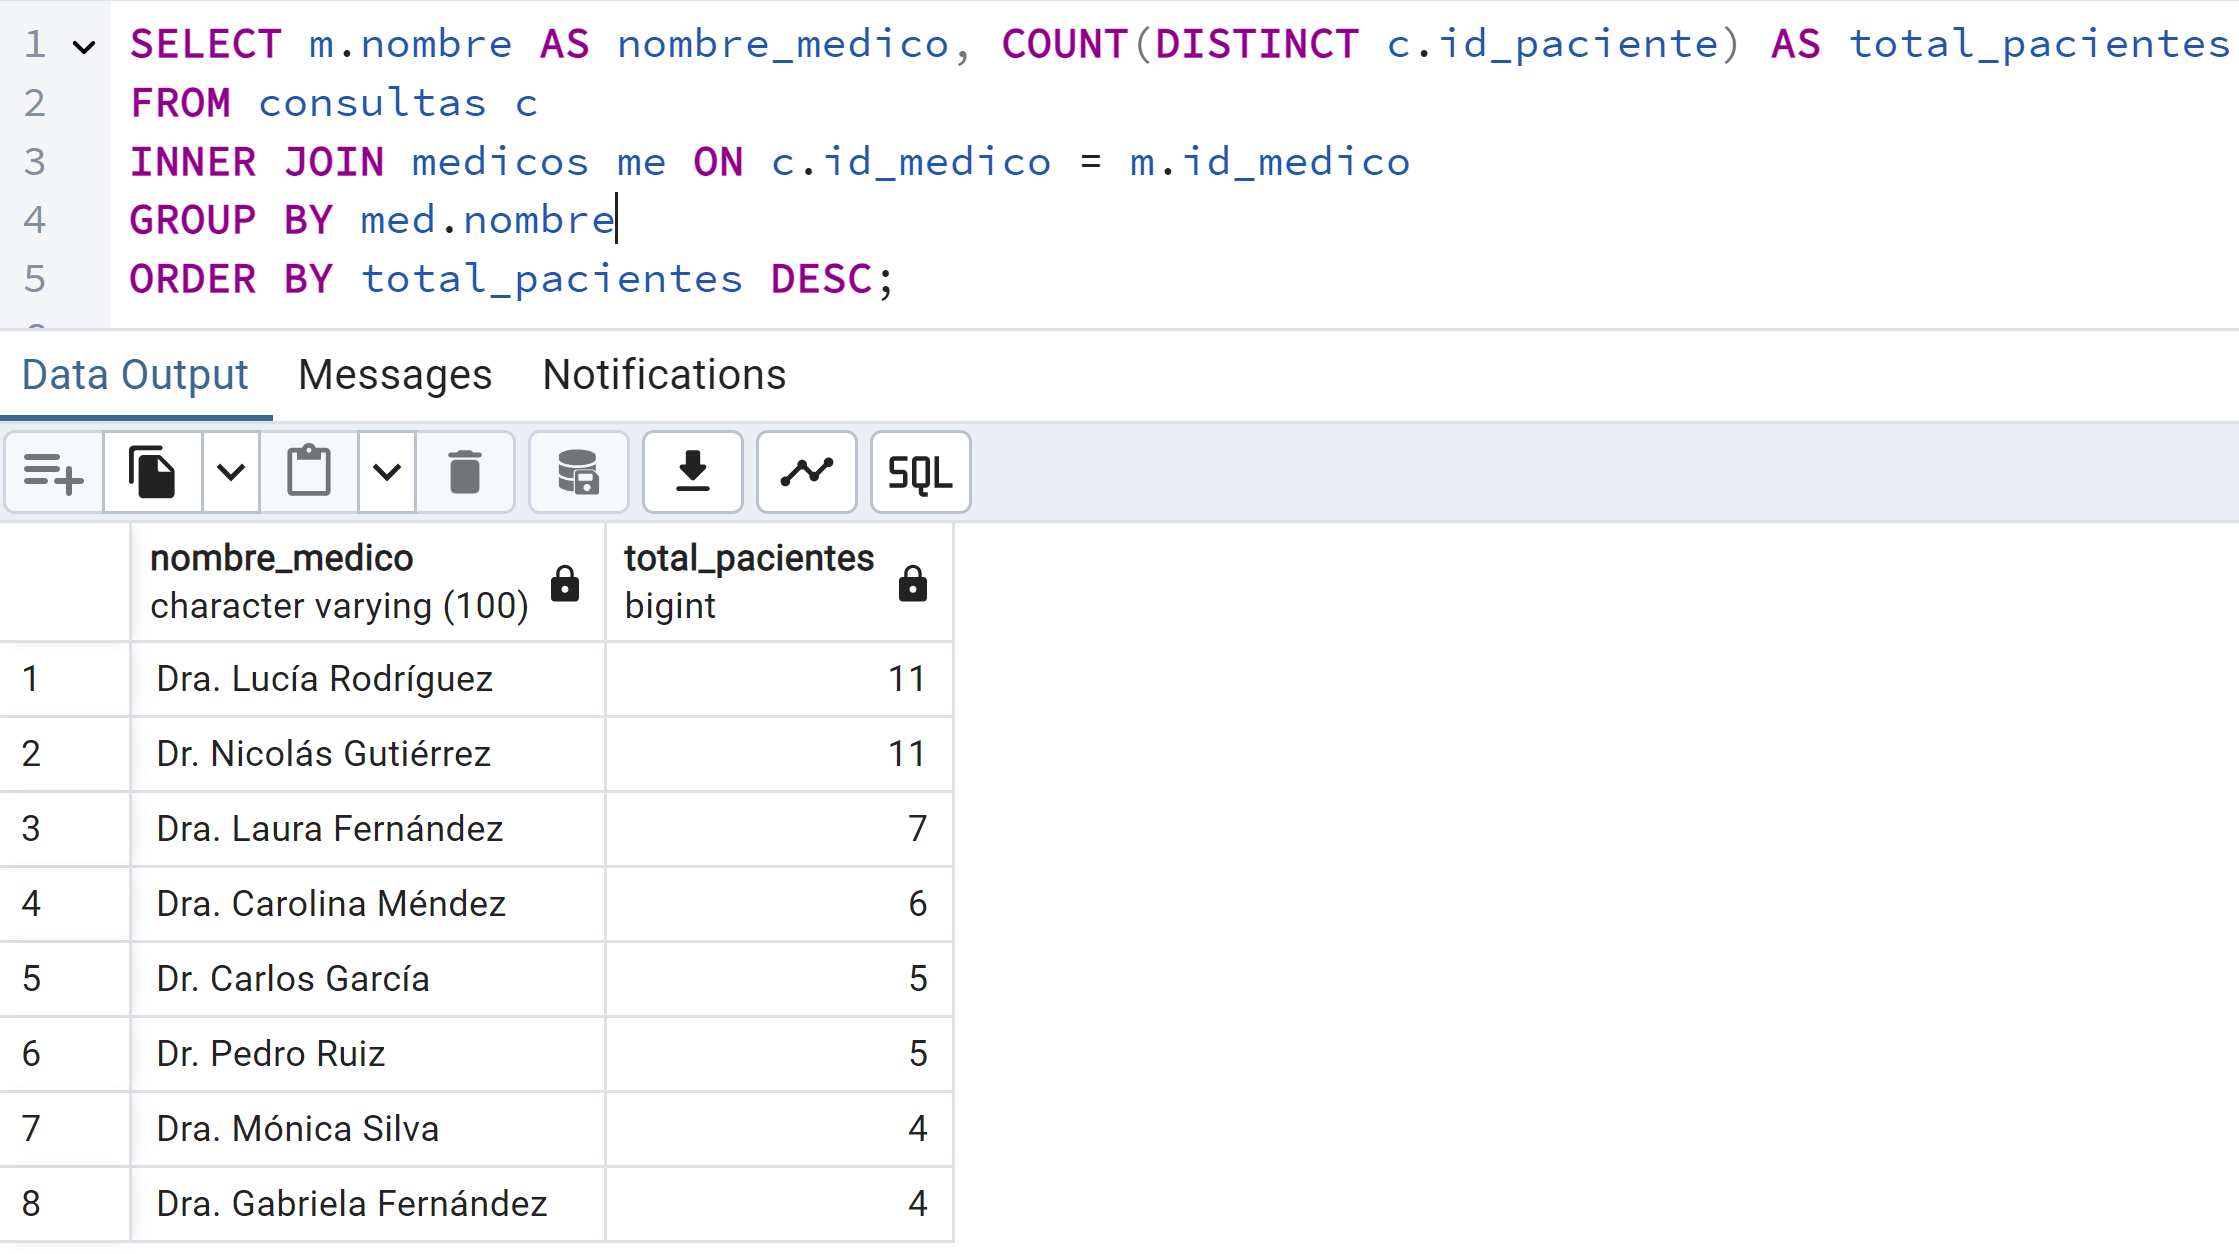 1 SELECT m.nombre AS nombre_medico, COUNT(DISTINCT c.id_paciente) AS total_pacientes
2 FROM consultas c
3 INNER JOIN medicos me ON c.id_medico = m.id_medico
4 GROUP BY med.nombre
5 ORDER BY total_pacientes DESC;
Data Output Messages Notifications
SQL
nombre_medico total_pacientes
character varying (100) bigint
1 Dra. Lucía Rodríguez 11
2 Dr. Nicolás Gutiérrez 11
3 Dra. Laura Fernández 7
4 Dra. Carolina Méndez 6
5 Dr. Carlos García 5
6 Dr. Pedro Ruiz 5
7 Dra. Mónica Silva 4
8 Dra. Gabriela Fernández 4